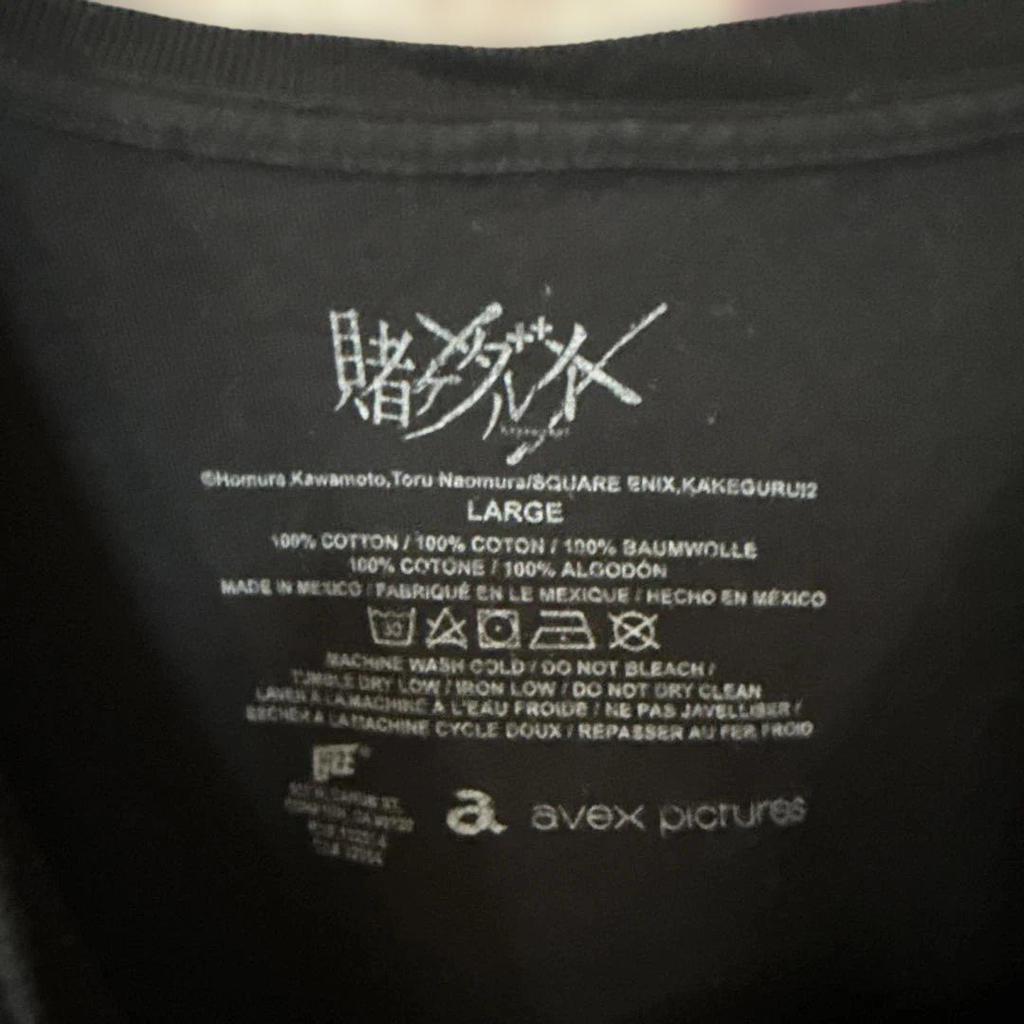 賭ケグルイ××
©Homura Kawamoto,Toru Naomura/SQUARE ENIX,KAKEGURUI2
LARGE
100% COTTON / 100% COTON / 100% BAUMWOLLE
100% COTONE / 100% ALGODÓN
MADE IN MEXICO / FABRIQUÉ EN LE MEXIQUE / HECHO EN MÉXICO
30
MACHINE WASH COLD / DO NOT BLEACH /
TUMBLE DRY LOW / IRON LOW / DO NOT DRY CLEAN
LAVER A LA MACHINE A L'EAU FROIDE / NE PAS JAVELLISER /
SECHER A LA MACHINE CYCLE DOUX / REPASSER AU FER FROID
a avex pictures